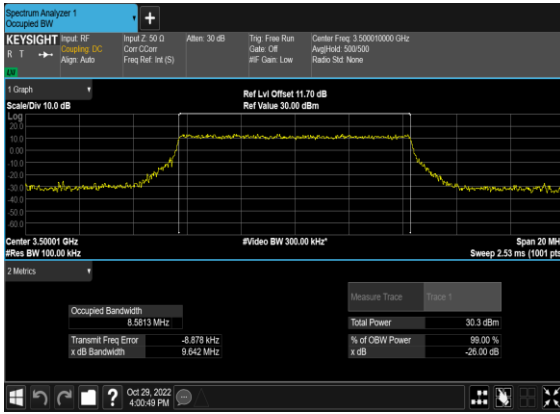 Spectrum Analyzer 1
Occupied BW
KEYSIGHT
R T
LW
Input: RF
Coupling: DC
Align: Auto
Input Z: 50 Ω
Corr CCorr
Freq Ref: Int (S)
Atten: 30 dB
Trig: Free Run
Gate: Off
#IF Gain: Low
Center Freq: 3.500010000 GHz
Avg|Hold: 500/500
Radio Std: None
1 Graph
Scale/Div 10.0 dB
Ref Lvl Offset 11.70 dB
Ref Value 30.00 dBm
Log
20.0
10.0
0.00
-10.0
-20.0
-30.0
-40.0
-50.0
-60.0
Center 3.50001 GHz
#Res BW 100.00 kHz
#Video BW 300.00 kHz*
Span 20 MH
Sweep 2.53 ms (1001 pts
2 Metrics
Measure Trace Trace 1
Occupied Bandwidth
8.5813 MHz
Total Power 30.3 dBm
Transmit Freq Error -8.878 kHz
x dB Bandwidth 9.642 MHz
% of OBW Power 99.00 %
x dB -26.00 dB
Oct 29, 2022
4:00:49 PM